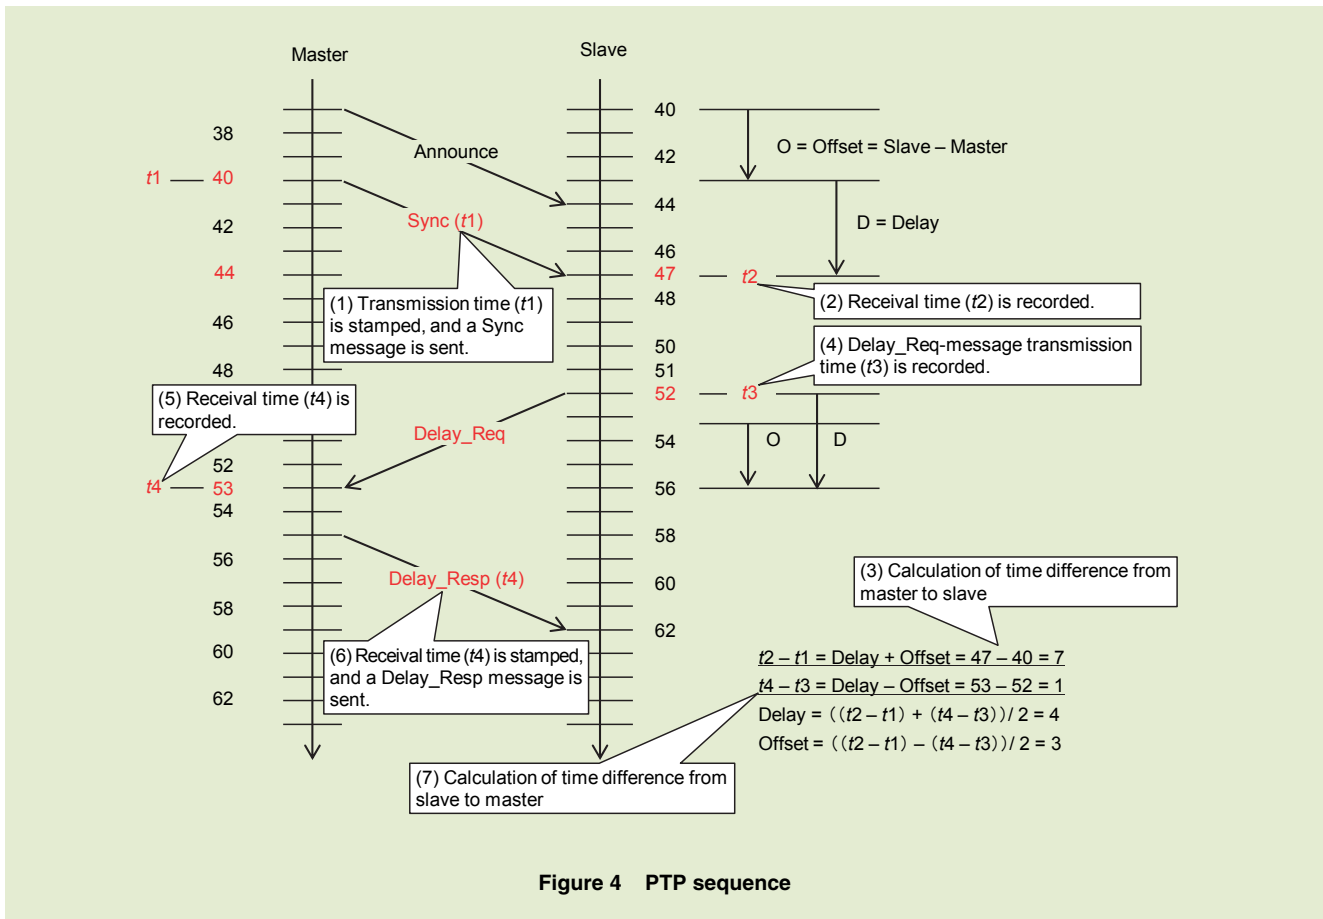 Master
Slave
38
t1
40
42
44
46
48
Announce
Sync (t1)
(1) Transmission time (t1)
is stamped, and a Sync
message is sent.
(5) Receival time (t4) is
recorded.
52
t4
53
54
56
58
60
62
Delay_Req
Delay_Resp (t4)
(6) Receival time (t4) is stamped,
and a Delay_Resp message is
sent.
40
42
44
46
47
t2
48
50
51
52
t3
54
56
58
60
62
O = Offset = Slave – Master
D = Delay
(2) Receival time (t2) is recorded.
(4) Delay_Req-message transmission
time (t3) is recorded.
O
D
(3) Calculation of time difference from
master to slave
t2 – t1 = Delay + Offset = 47 – 40 = 7
t4 – t3 = Delay – Offset = 53 – 52 = 1
Delay = ((t2 – t1) + (t4 – t3)) / 2 = 4
Offset = ((t2 – t1) – (t4 – t3)) / 2 = 3
(7) Calculation of time difference from
slave to master
Figure 4 PTP sequence